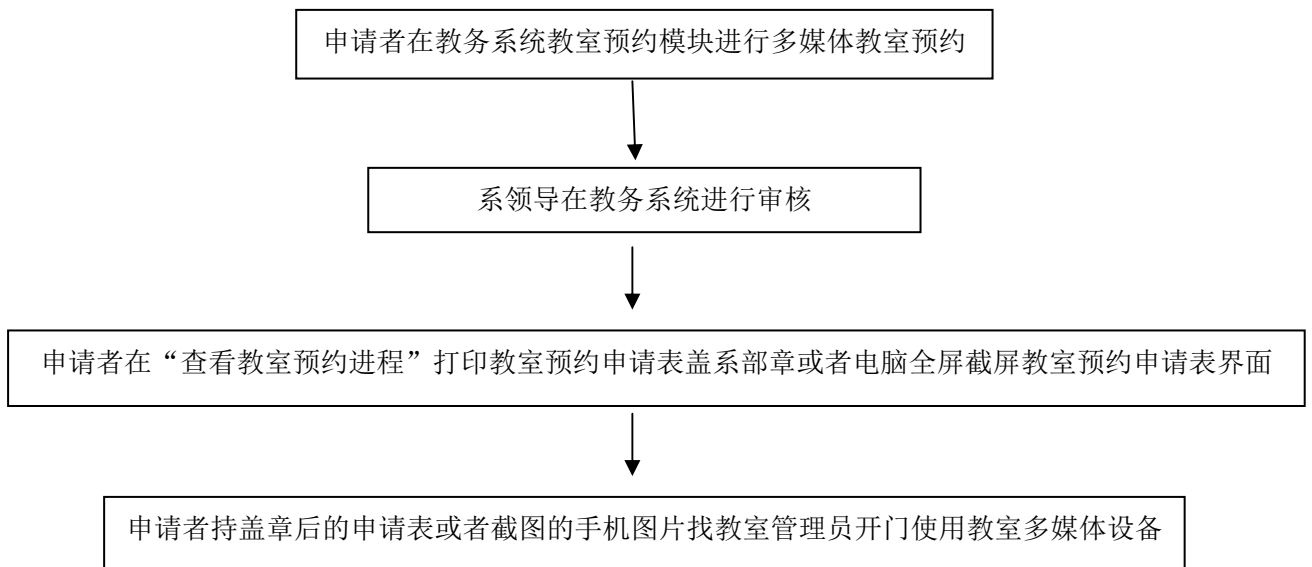 申请者在教务系统教室预约模块进行多媒体教室预约
系领导在教务系统进行审核
申请者在“查看教室预约进程”打印教室预约申请表盖系部章或者电脑全屏截屏教室预约申请表界面
申请者持盖章后的申请表或者截图的手机图片找教室管理员开门使用教室多媒体设备